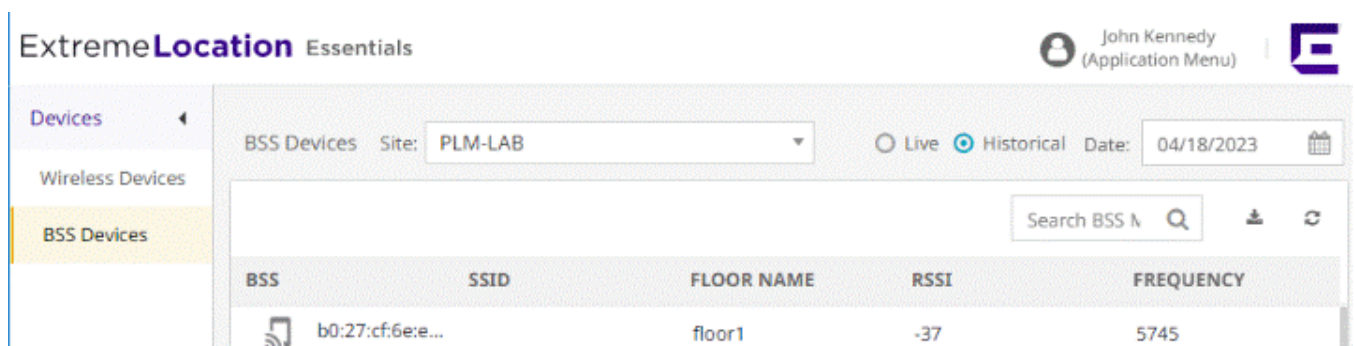 ExtremeLocation Essentials
John Kennedy
(Application Menu)
Devices
BSS Devices Site: PLM-LAB Live Historical Date: 04/18/2023
Wireless Devices
BSS Devices
Search BSS
BSS SSID FLOOR NAME RSSI FREQUENCY
b0:27:cf:6e:e... floor1 -37 5745